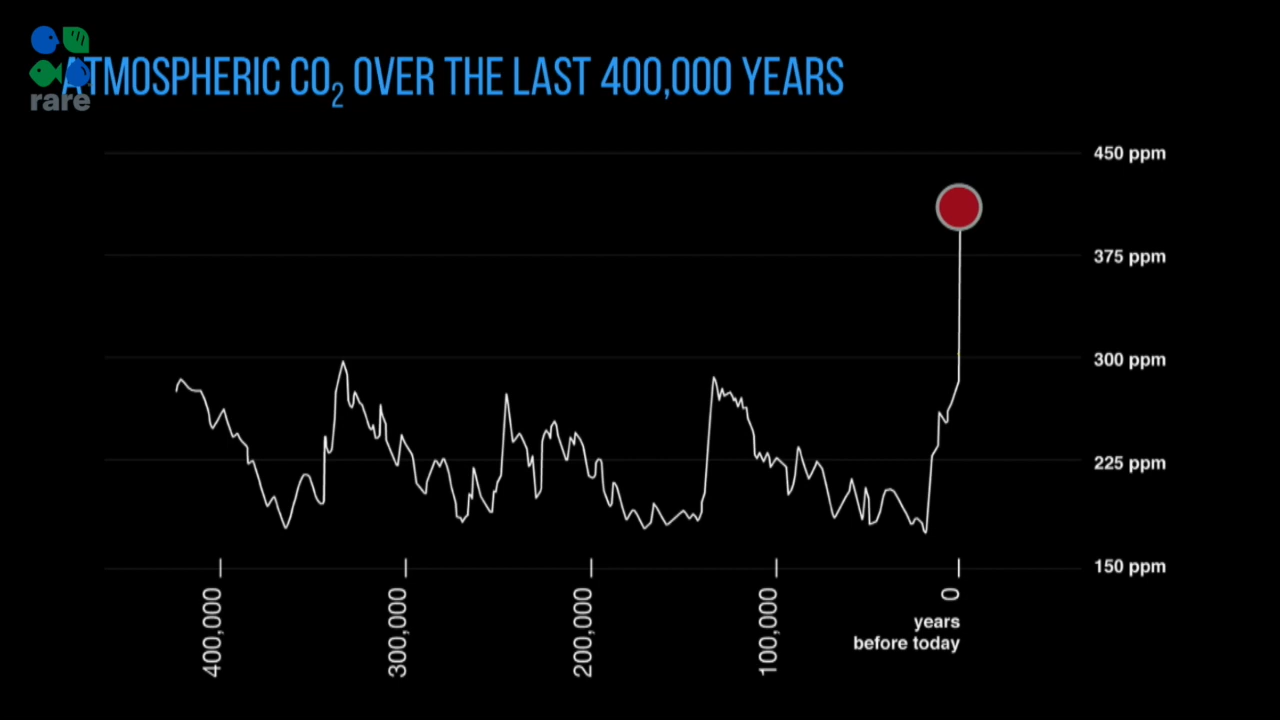 ATMOSPHERIC CO₂ OVER THE LAST 400,000 YEARS
rare
450 ppm
375 ppm
300 ppm
225 ppm
150 ppm
400,000
300,000
200,000
100,000
0
years
before today